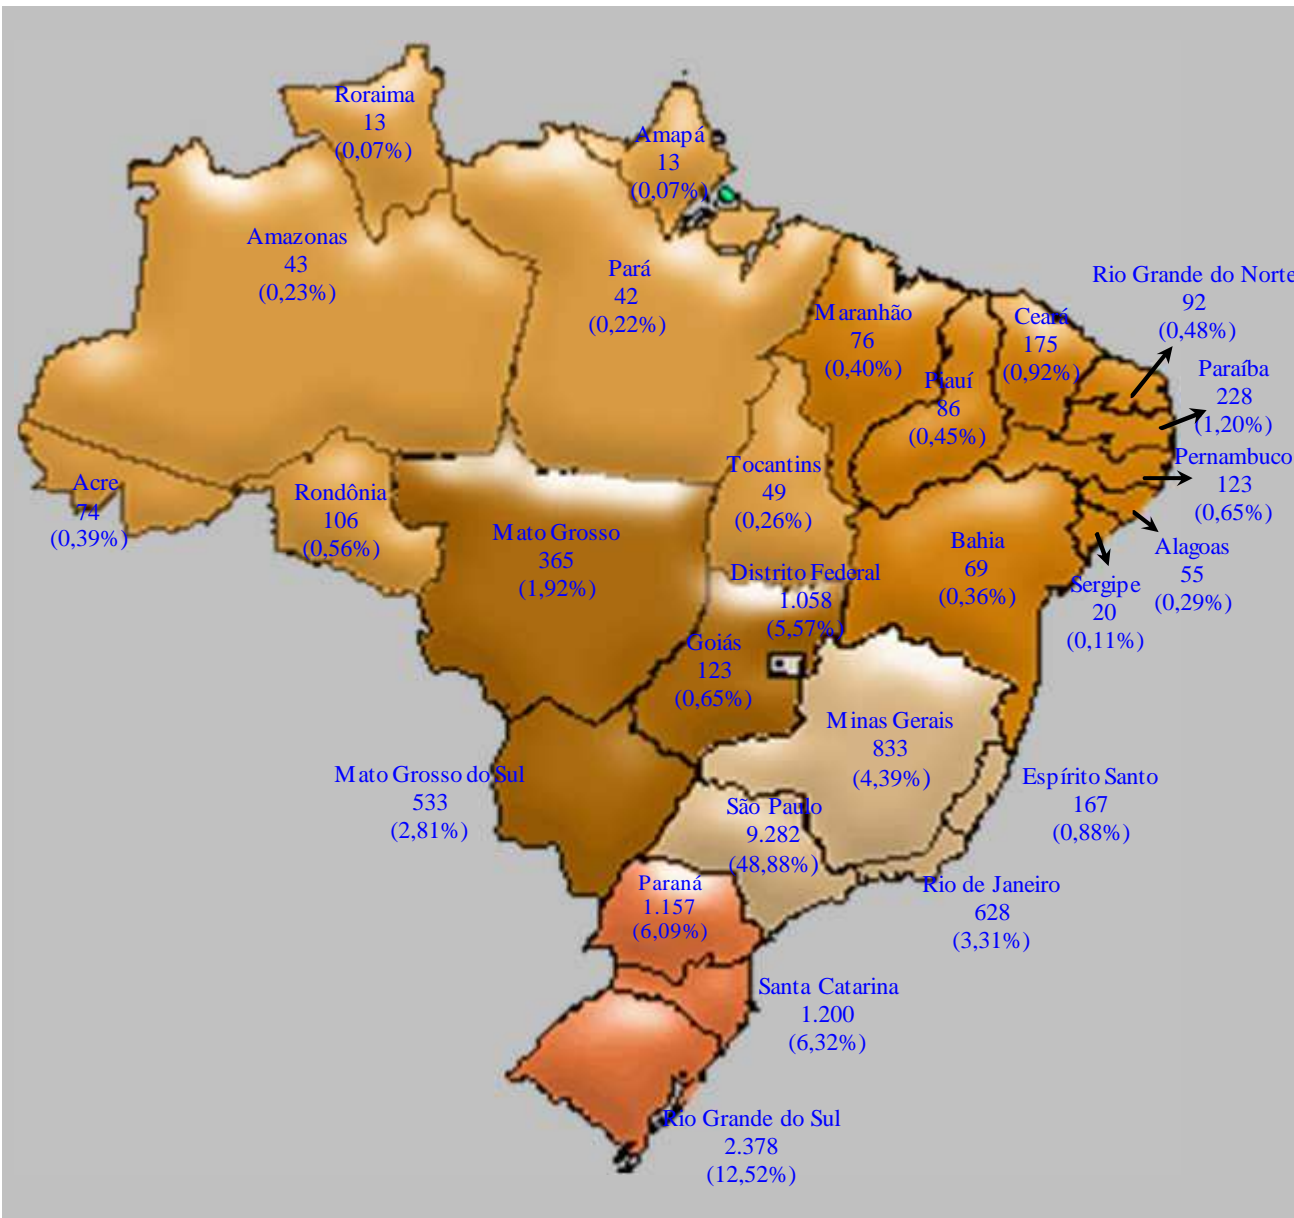 Roraima
13
(0,07%)
Amapá
13
(0,07%)
Amazonas
43
(0,23%)
Pará
42
(0,22%)
Rio Grande do Norte
92
(0,48%)
Maranhão
76
(0,40%)
Ceará
175
(0,92%)
Piauí
86
(0,45%)
Paraíba
228
(1,20%)
Pernambuco
123
(0,65%)
Acre
74
(0,39%)
Rondônia
106
(0,56%)
Tocantins
49
(0,26%)
Mato Grosso
365
(1,92%)
Bahia
69
(0,36%)
Alagoas
55
(0,29%)
Sergipe
20
(0,11%)
Distrito Federal
1.058
(5,57%)
Goiás
123
(0,65%)
Minas Gerais
833
(4,39%)
Mato Grosso do Sul
533
(2,81%)
Espírito Santo
167
(0,88%)
São Paulo
9.282
(48,88%)
Rio de Janeiro
628
(3,31%)
Paraná
1.157
(6,09%)
Santa Catarina
1.200
(6,32%)
Rio Grande do Sul
2.378
(12,52%)